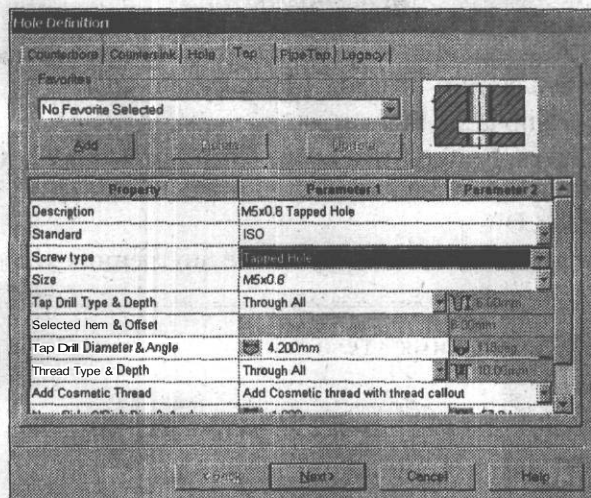 Hole Definition
Counterbore Countersink Hole Tap PipeTap Legacy
Favorites
No Favorite Selected
Add Delete Update
Property Parameter 1 Parameter 2
Description M5x0.8 Tapped Hole
Standard ISO
Screw type Tapped Hole
Size M5x0.8
Tap Drill Type & Depth Through All
Selected hem & Offset
Tap Drill Diameter & Angle 4.200mm
Thread Type & Depth Through All 10.00mm
Add Cosmetic Thread Add Cosmetic thread with thread callout
Next> Cancel Help